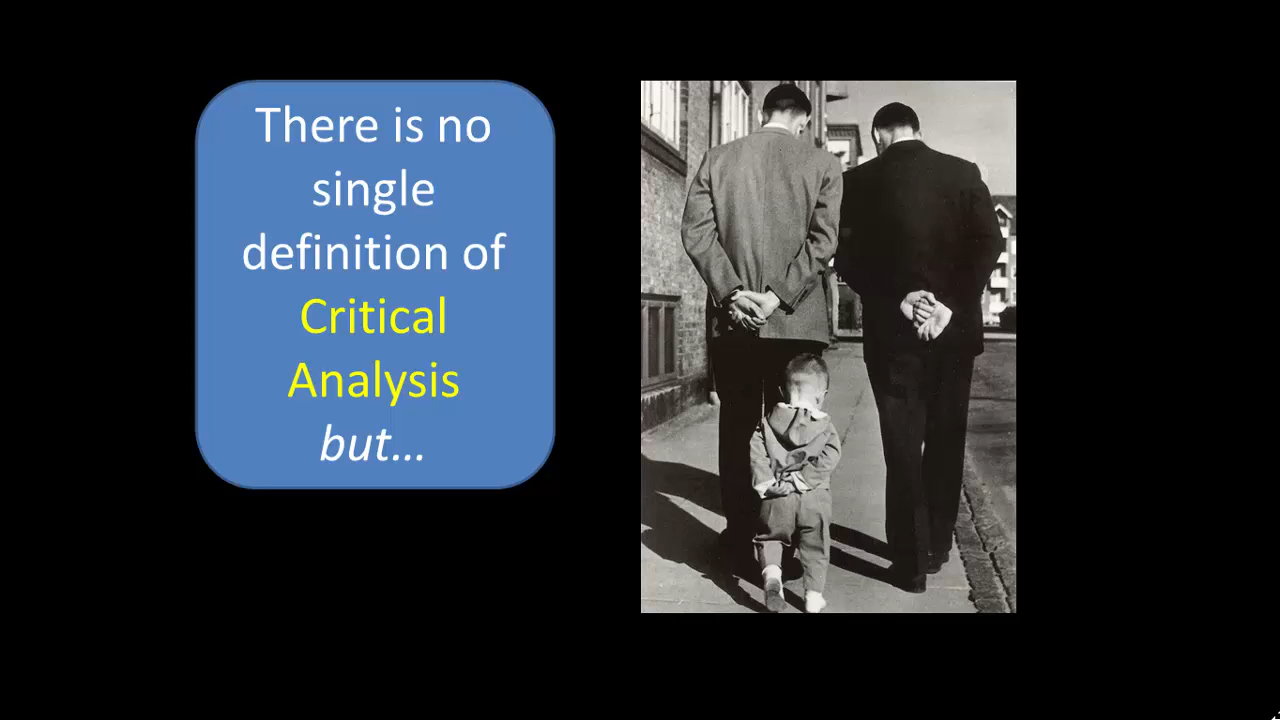 There is no
single
definition of
Critical
Analysis
but...